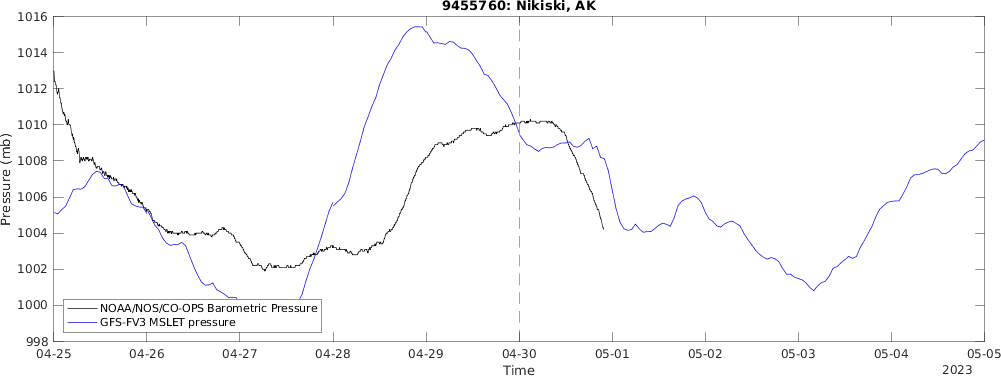 9455760: Nikiski, AK
Pressure (mb)
1016
1014
1012
1010
1008
1006
1004
1002
1000
998
NOAA/NOS/CO-OPS Barometric Pressure
GFS-FV3 MSLET pressure
04-25 04-26 04-27 04-28 04-29 04-30 05-01 05-02 05-03 05-04 05-05
Time
2023